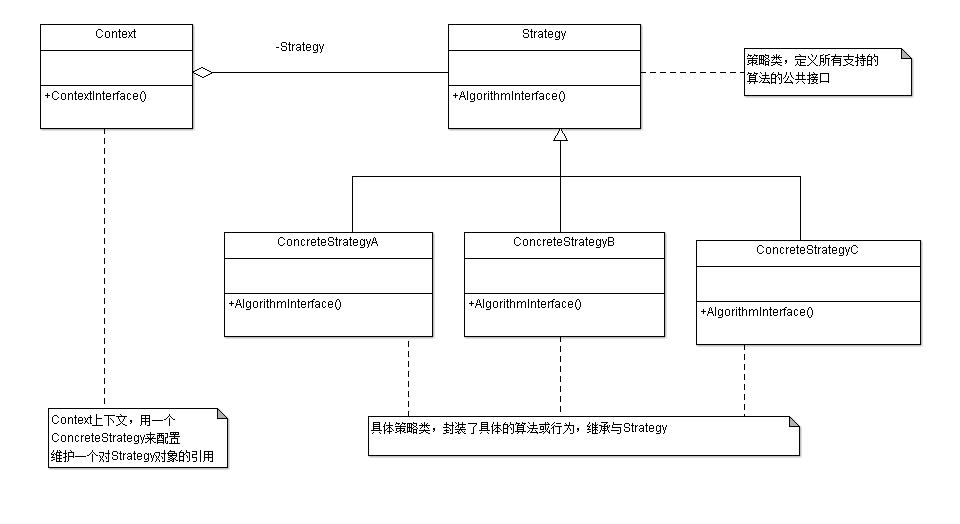 Context
-Strategy
Strategy
+ContextInterface()
+AlgorithmInterface()
策略类，定义所有支持的
算法的公共接口
ConcreteStrategyA
ConcreteStrategyB
ConcreteStrategyC
+AlgorithmInterface()
+AlgorithmInterface()
+AlgorithmInterface()
Context上下文，用一个
ConcreteStrategy来配置
维护一个对Strategy对象的引用
具体策略类，封装了具体的算法或行为，继承与Strategy